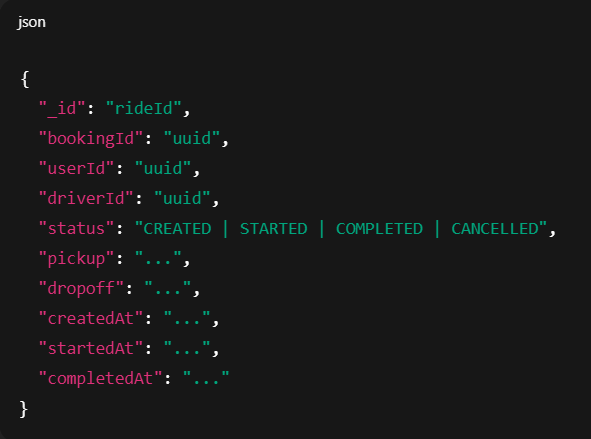 json
{
"_id": "rideId",
"bookingId": "uuid",
"userId": "uuid",
"driverId": "uuid",
"status": "CREATED | STARTED | COMPLETED | CANCELLED",
"pickup": "...",
"dropoff": "...",
"createdAt": "...",
"startedAt": "...",
"completedAt": "..."
}